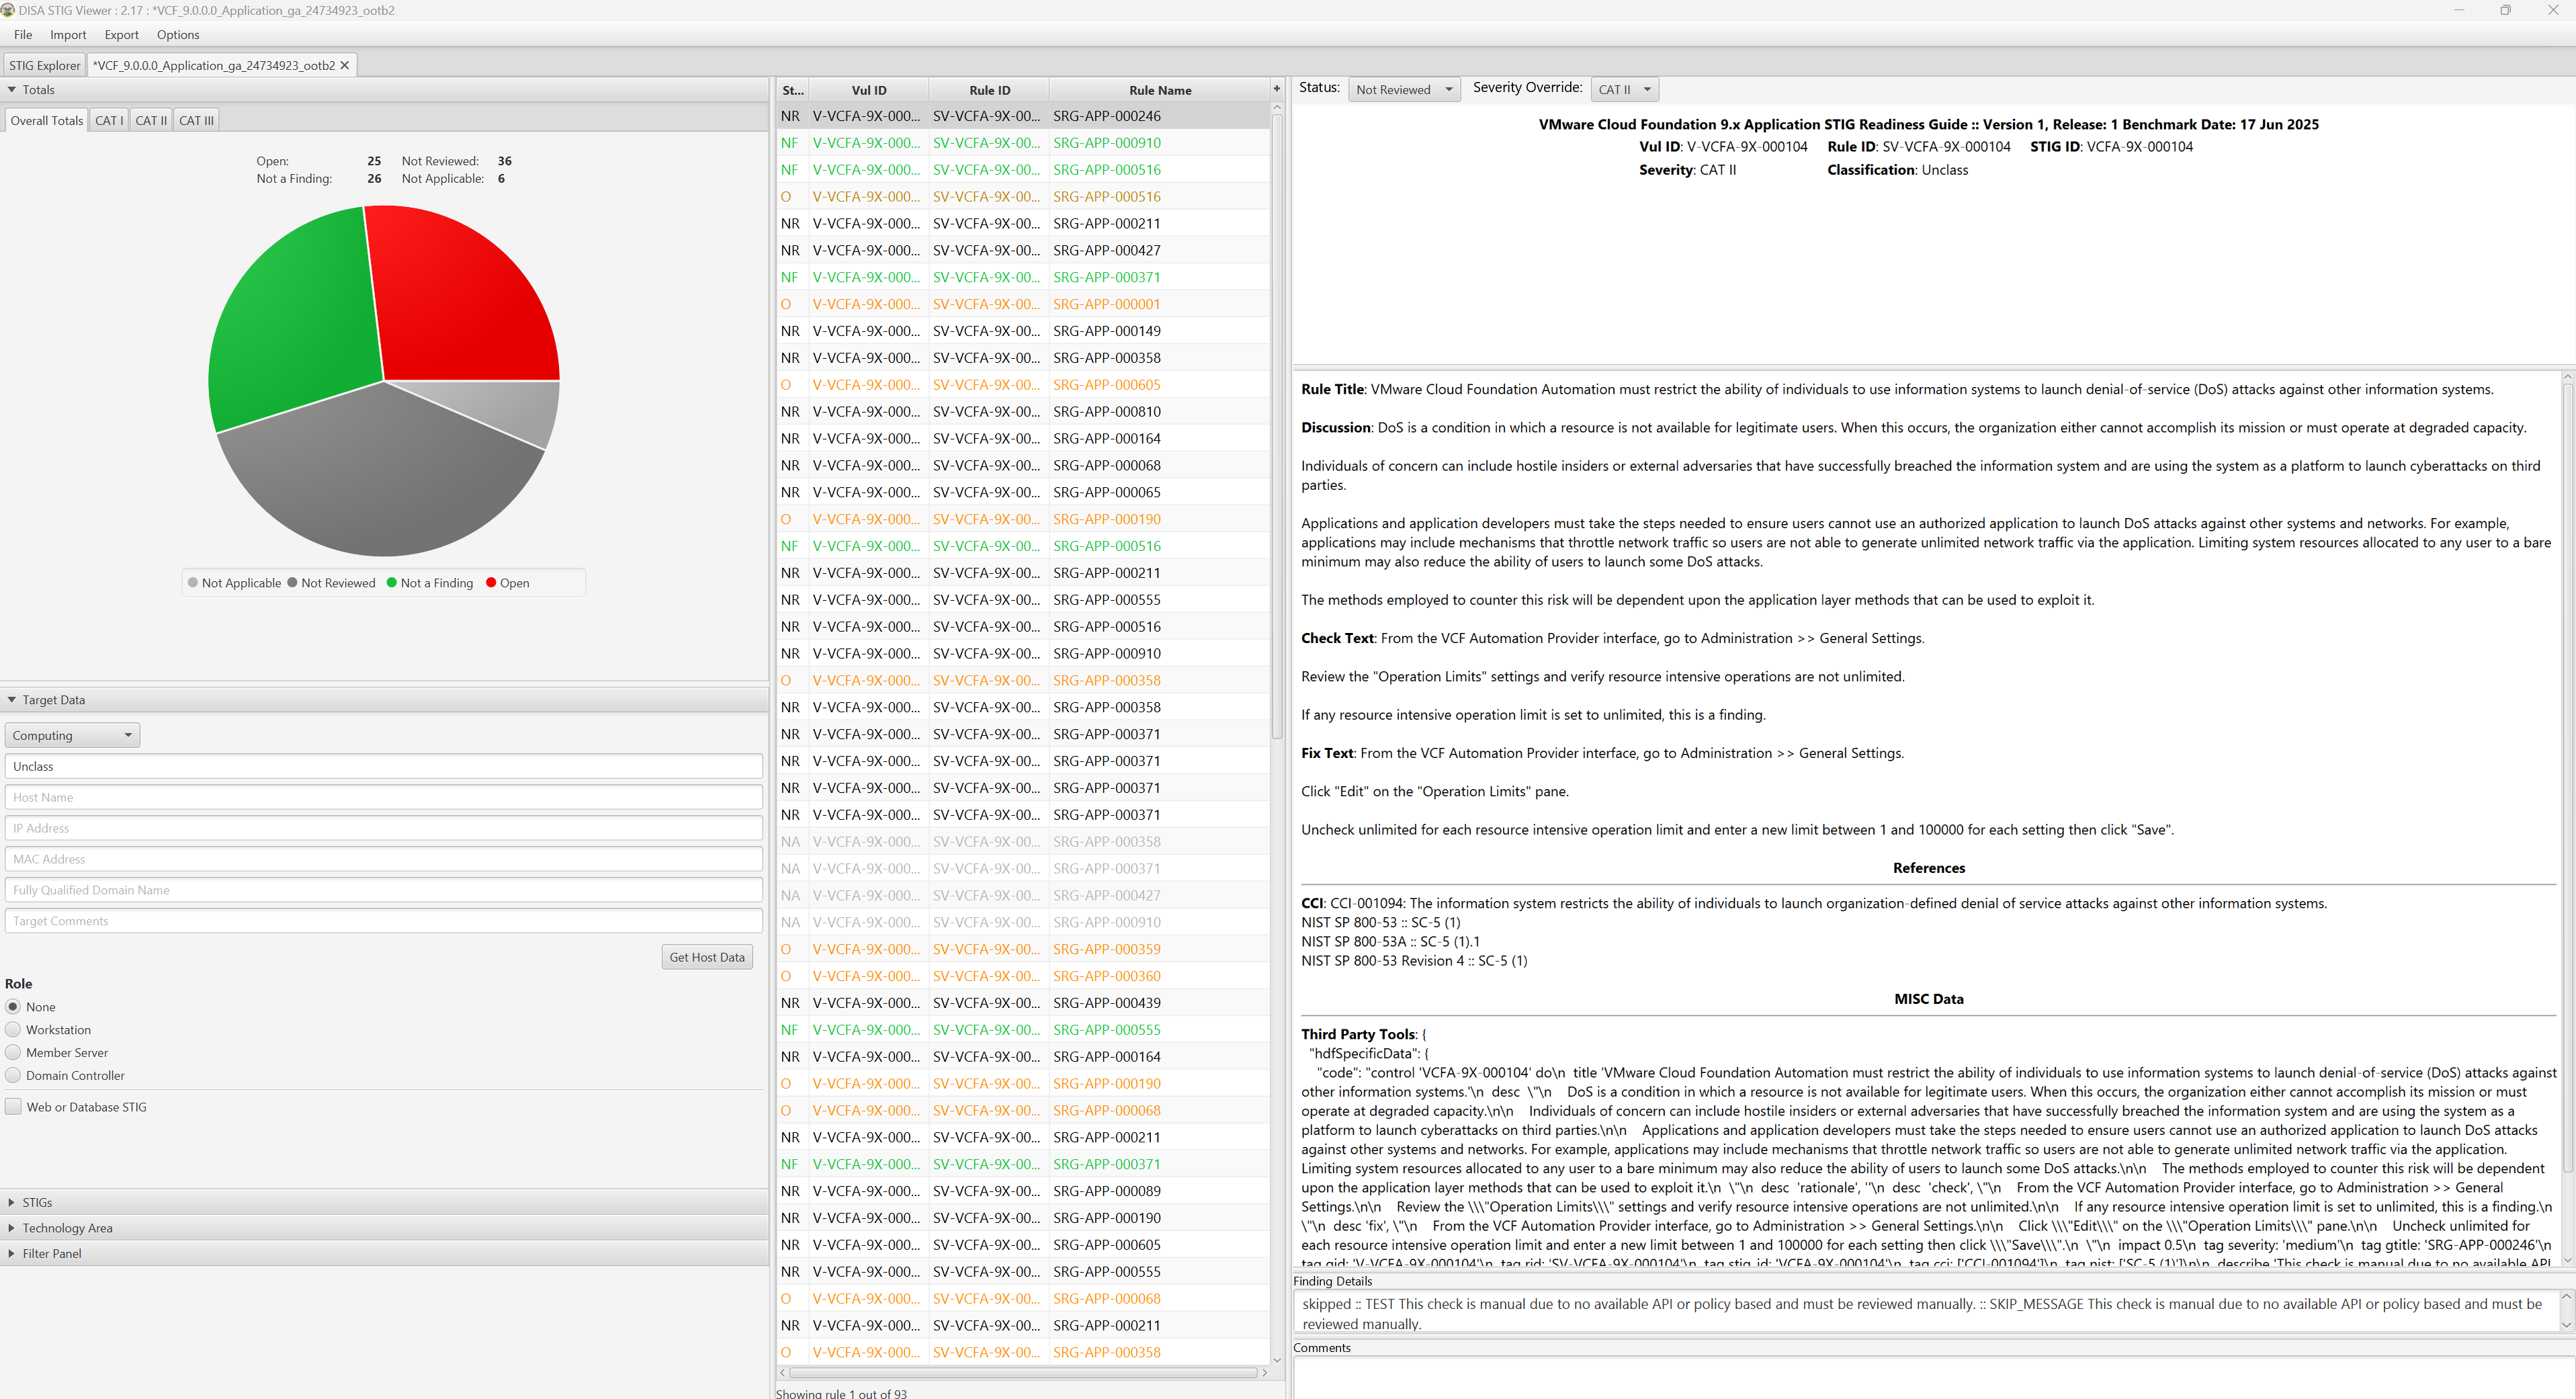 DISA STIG Viewer : 2.17 : *VCF_9.0.0.0_Application_ga_24734923_ootb2
File Import Export Options
STIG Explorer *VCF_9.0.0.0_Application_ga_24734923_ootb2
Totals
Overall Totals CAT I CAT II CAT III
Open: 25 Not Reviewed: 36
Not a Finding: 26 Not Applicable: 6
Not Applicable Not Reviewed Not a Finding Open
Target Data
Computing
Unclass
Host Name
IP Address
MAC Address
Fully Qualified Domain Name
Target Comments
Get Host Data
Role
None
Workstation
Member Server
Domain Controller
Web or Database STIG
STIGs
Technology Area
Filter Panel
St... Vul ID Rule ID Rule Name +
NR V-VCFA-9X-000... SV-VCFA-9X-00... SRG-APP-000246
NF V-VCFA-9X-000... SV-VCFA-9X-00... SRG-APP-000910
NF V-VCFA-9X-000... SV-VCFA-9X-00... SRG-APP-000516
O V-VCFA-9X-000... SV-VCFA-9X-00... SRG-APP-000516
NR V-VCFA-9X-000... SV-VCFA-9X-00... SRG-APP-000211
NR V-VCFA-9X-000... SV-VCFA-9X-00... SRG-APP-000427
NF V-VCFA-9X-000... SV-VCFA-9X-00... SRG-APP-000371
O V-VCFA-9X-000... SV-VCFA-9X-00... SRG-APP-000001
NR V-VCFA-9X-000... SV-VCFA-9X-00... SRG-APP-000149
NR V-VCFA-9X-000... SV-VCFA-9X-00... SRG-APP-000358
O V-VCFA-9X-000... SV-VCFA-9X-00... SRG-APP-000605
NR V-VCFA-9X-000... SV-VCFA-9X-00... SRG-APP-000810
NR V-VCFA-9X-000... SV-VCFA-9X-00... SRG-APP-000164
NR V-VCFA-9X-000... SV-VCFA-9X-00... SRG-APP-000068
NR V-VCFA-9X-000... SV-VCFA-9X-00... SRG-APP-000065
O V-VCFA-9X-000... SV-VCFA-9X-00... SRG-APP-000190
NF V-VCFA-9X-000... SV-VCFA-9X-00... SRG-APP-000516
NR V-VCFA-9X-000... SV-VCFA-9X-00... SRG-APP-000211
NR V-VCFA-9X-000... SV-VCFA-9X-00... SRG-APP-000555
NR V-VCFA-9X-000... SV-VCFA-9X-00... SRG-APP-000516
NR V-VCFA-9X-000... SV-VCFA-9X-00... SRG-APP-000910
O V-VCFA-9X-000... SV-VCFA-9X-00... SRG-APP-000358
NR V-VCFA-9X-000... SV-VCFA-9X-00... SRG-APP-000358
NR V-VCFA-9X-000... SV-VCFA-9X-00... SRG-APP-000371
NR V-VCFA-9X-000... SV-VCFA-9X-00... SRG-APP-000371
NR V-VCFA-9X-000... SV-VCFA-9X-00... SRG-APP-000371
NR V-VCFA-9X-000... SV-VCFA-9X-00... SRG-APP-000371
NA V-VCFA-9X-000... SV-VCFA-9X-00... SRG-APP-000358
NA V-VCFA-9X-000... SV-VCFA-9X-00... SRG-APP-000371
NA V-VCFA-9X-000... SV-VCFA-9X-00... SRG-APP-000427
NA V-VCFA-9X-000... SV-VCFA-9X-00... SRG-APP-000910
O V-VCFA-9X-000... SV-VCFA-9X-00... SRG-APP-000359
O V-VCFA-9X-000... SV-VCFA-9X-00... SRG-APP-000360
NR V-VCFA-9X-000... SV-VCFA-9X-00... SRG-APP-000439
NF V-VCFA-9X-000... SV-VCFA-9X-00... SRG-APP-000555
NR V-VCFA-9X-000... SV-VCFA-9X-00... SRG-APP-000164
O V-VCFA-9X-000... SV-VCFA-9X-00... SRG-APP-000190
O V-VCFA-9X-000... SV-VCFA-9X-00... SRG-APP-000068
NR V-VCFA-9X-000... SV-VCFA-9X-00... SRG-APP-000211
NF V-VCFA-9X-000... SV-VCFA-9X-00... SRG-APP-000371
NR V-VCFA-9X-000... SV-VCFA-9X-00... SRG-APP-000089
NR V-VCFA-9X-000... SV-VCFA-9X-00... SRG-APP-000190
NR V-VCFA-9X-000... SV-VCFA-9X-00... SRG-APP-000605
NR V-VCFA-9X-000... SV-VCFA-9X-00... SRG-APP-000555
O V-VCFA-9X-000... SV-VCFA-9X-00... SRG-APP-000068
NR V-VCFA-9X-000... SV-VCFA-9X-00... SRG-APP-000211
O V-VCFA-9X-000... SV-VCFA-9X-00... SRG-APP-000358
Showing rule 1 out of 93
Status: Not Reviewed Severity Override: CAT II
VMware Cloud Foundation 9.x Application STIG Readiness Guide :: Version 1, Release: 1 Benchmark Date: 17 Jun 2025
Vul ID: V-VCFA-9X-000104 Rule ID: SV-VCFA-9X-000104 STIG ID: VCFA-9X-000104
Severity: CAT II Classification: Unclass
Rule Title: VMware Cloud Foundation Automation must restrict the ability of individuals to use information systems to launch denial-of-service (DoS) attacks against other information systems.
Discussion: DoS is a condition in which a resource is not available for legitimate users. When this occurs, the organization either cannot accomplish its mission or must operate at degraded capacity.
Individuals of concern can include hostile insiders or external adversaries that have successfully breached the information system and are using the system as a platform to launch cyberattacks on third
parties.
Applications and application developers must take the steps needed to ensure users cannot use an authorized application to launch DoS attacks against other systems and networks. For example,
applications may include mechanisms that throttle network traffic so users are not able to generate unlimited network traffic via the application. Limiting system resources allocated to any user to a bare
minimum may also reduce the ability of users to launch some DoS attacks.
The methods employed to counter this risk will be dependent upon the application layer methods that can be used to exploit it.
Check Text: From the VCF Automation Provider interface, go to Administration >> General Settings.
Review the "Operation Limits" settings and verify resource intensive operations are not unlimited.
If any resource intensive operation limit is set to unlimited, this is a finding.
Fix Text: From the VCF Automation Provider interface, go to Administration >> General Settings.
Click "Edit" on the "Operation Limits" pane.
Uncheck unlimited for each resource intensive operation limit and enter a new limit between 1 and 100000 for each setting then click "Save".
References
CCI: CCI-001094: The information system restricts the ability of individuals to launch organization-defined denial of service attacks against other information systems.
NIST SP 800-53 :: SC-5 (1)
NIST SP 800-53A :: SC-5 (1).1
NIST SP 800-53 Revision 4 :: SC-5 (1)
MISC Data
Third Party Tools: {
"hdfSpecificData": {
"code": "control 'VCFA-9X-000104' do\n title 'VMware Cloud Foundation Automation must restrict the ability of individuals to use information systems to launch denial-of-service (DoS) attacks against
other information systems.'\n desc \"\n DoS is a condition in which a resource is not available for legitimate users. When this occurs, the organization either cannot accomplish its mission or must
operate at degraded capacity.\n\n Individuals of concern can include hostile insiders or external adversaries that have successfully breached the information system and are using the system as a
platform to launch cyberattacks on third parties.\n\n Applications and application developers must take the steps needed to ensure users cannot use an authorized application to launch DoS attacks
against other systems and networks. For example, applications may include mechanisms that throttle network traffic so users are not able to generate unlimited network traffic via the application.
Limiting system resources allocated to any user to a bare minimum may also reduce the ability of users to launch some DoS attacks.\n\n The methods employed to counter this risk will be dependent
upon the application layer methods that can be used to exploit it.\n \"\n desc 'rationale', ''\n desc 'check', \"\n From the VCF Automation Provider interface, go to Administration >> General
Settings.\n\n Review the \\\"Operation Limits\\\" settings and verify resource intensive operations are not unlimited.\n\n If any resource intensive operation limit is set to unlimited, this is a finding.\n
\"\n desc 'fix', \"\n From the VCF Automation Provider interface, go to Administration >> General Settings.\n\n Click \\\"Edit\\\" on the \\\"Operation Limits\\\" pane.\n\n Uncheck unlimited for
each resource intensive operation limit and enter a new limit between 1 and 100000 for each setting then click \\\"Save\\\".\n \"\n impact 0.5\n tag severity: 'medium'\n tag gtitle: 'SRG-APP-000246'\n
tag gid: 'V-VCFA-9X-000104'\n tag rid: 'SV-VCFA-9X-000104'\n tag stig_id: 'VCFA-9X-000104'\n tag cci: ['CCI-001094']\n tag nist: ['SC-5 (1)']\n\n describe 'This check is manual due to no available API
Finding Details
skipped :: TEST This check is manual due to no available API or policy based and must be reviewed manually. :: SKIP_MESSAGE This check is manual due to no available API or policy based and must be
reviewed manually.
Comments